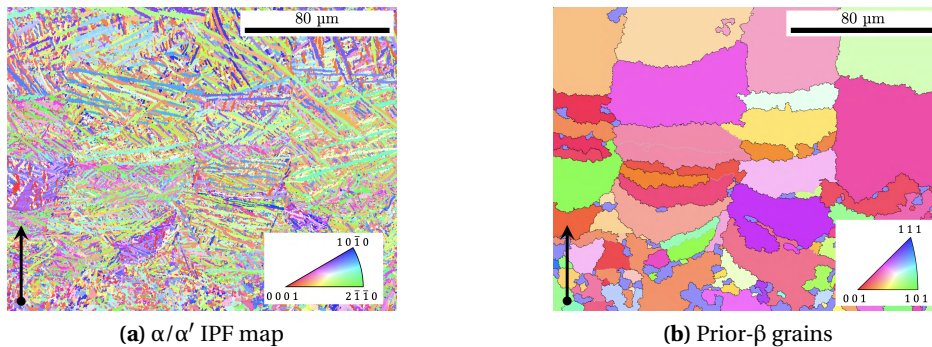 80 µm
80 µm
1 0 1̄ 0
0 0 0 1
2 1̄ 1̄ 0
1 1 1
0 0 1
1 0 1
(a) α/α′ IPF map
(b) Prior-β grains